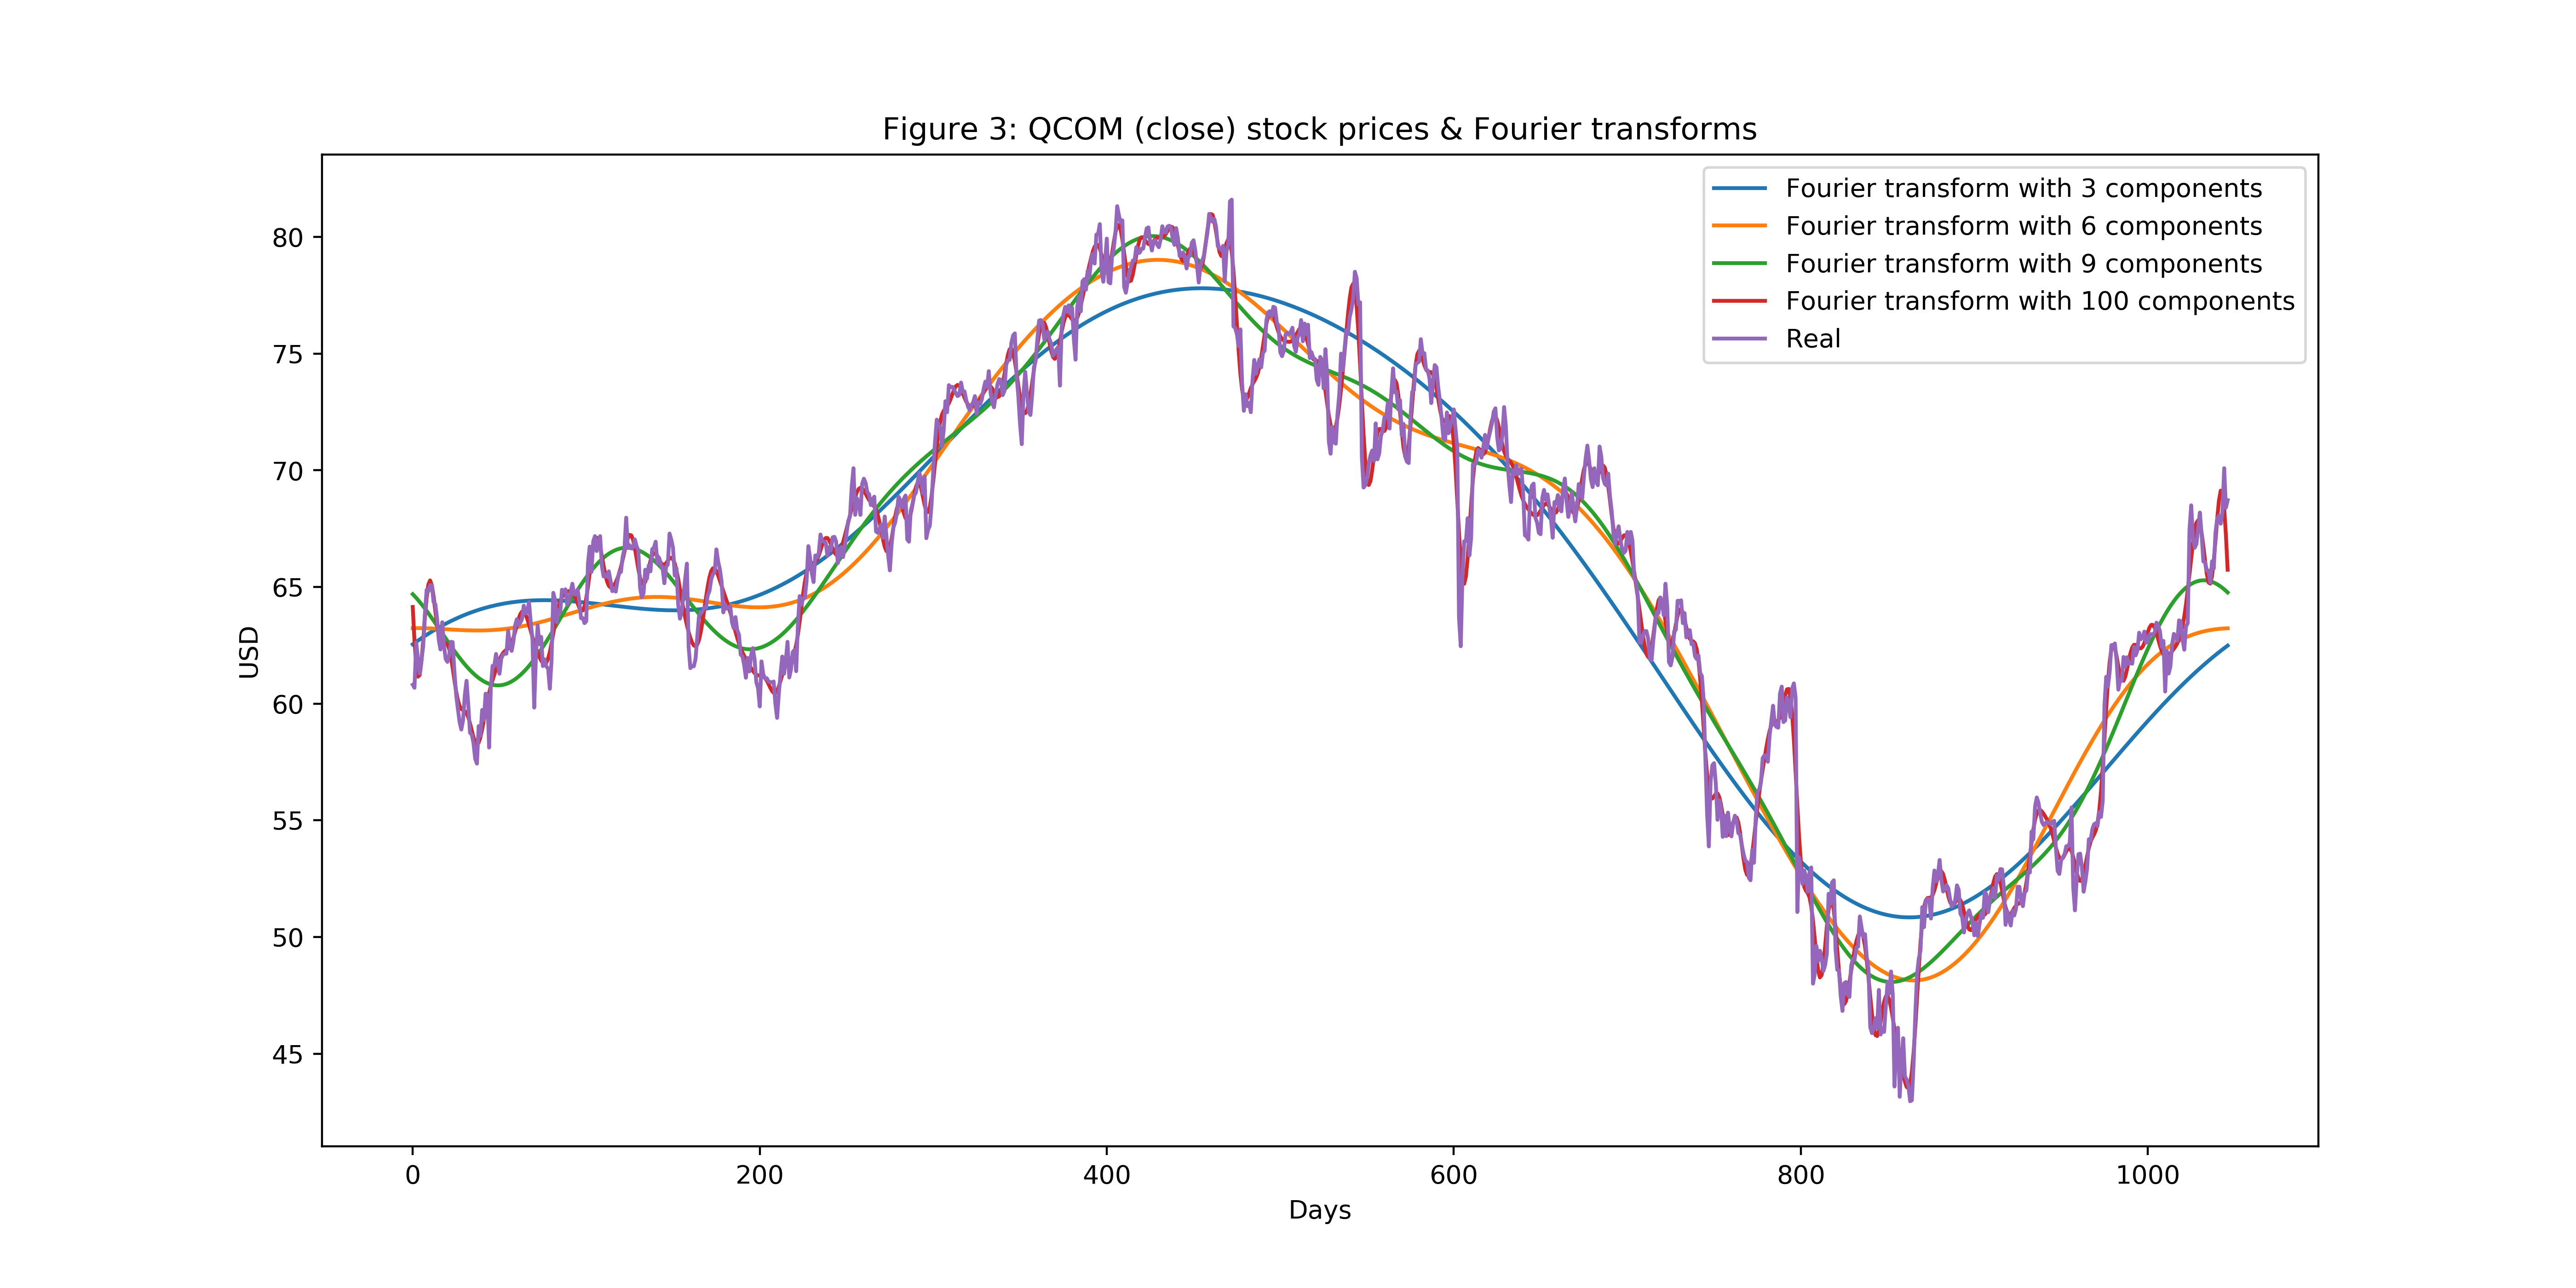 Figure 3: QCOM (close) stock prices & Fourier transforms
Fourier transform with 3 components
Fourier transform with 6 components
Fourier transform with 9 components
Fourier transform with 100 components
Real
80
75
70
65
60
55
50
45
USD
0 200 400 600 800 1000
Days